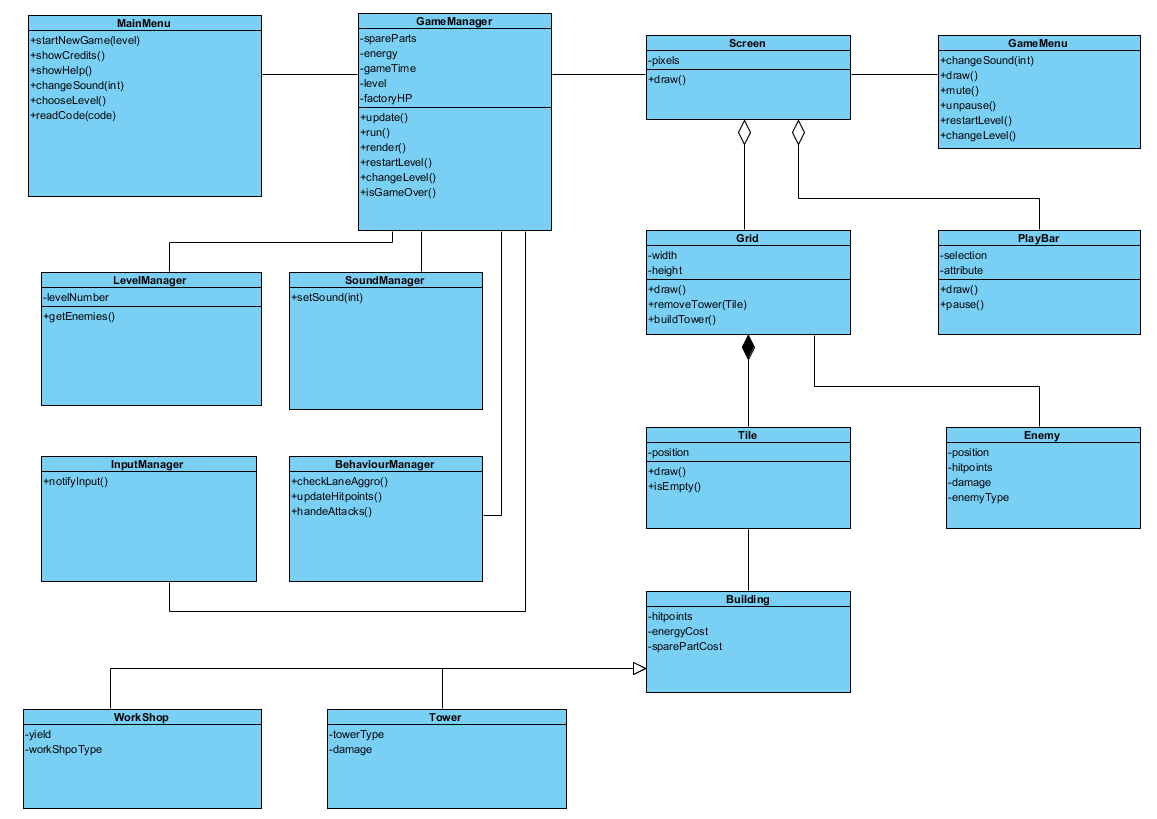 MainMenu
+startNewGame(level)
+showCredits()
+showHelp()
+changeSound(int)
+chooseLevel()
+readCode(code)
GameManager
-spareParts
-energy
-gameTime
-level
-factoryHP
+update()
+run()
+render()
+restartLevel()
+changeLevel()
+isGameOver()
Screen
-pixels
+draw()
GameMenu
+changeSound(int)
+draw()
+mute()
+unpause()
+restartLevel()
+changeLevel()
LevelManager
-levelNumber
+getEnemies()
SoundManager
+setSound(int)
Grid
-width
-height
+draw()
+removeTower(Tile)
+buildTower()
PlayBar
-selection
-attribute
+draw()
+pause()
InputManager
+notifyInput()
BehaviourManager
+checkLaneAggro()
+updateHitpoints()
+handeAttacks()
Tile
-position
+draw()
+isEmpty()
Enemy
-position
-hitpoints
-damage
-enemyType
Building
-hitpoints
-energyCost
-sparePartCost
WorkShop
-yield
-workShpoType
Tower
-towerType
-damage